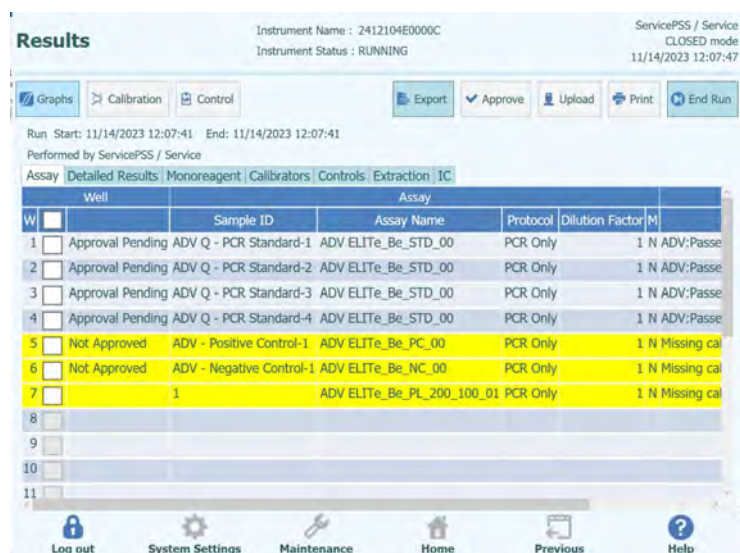 Results
Instrument Name : 2412104E0000C
Instrument Status : RUNNING
ServicePSS / Service
CLOSED mode
11/14/2023 12:07:47
Graphs Calibration Control Export Approve Upload Print End Run
Run Start: 11/14/2023 12:07:41 End: 11/14/2023 12:07:41
Performed by ServicePSS / Service
Assay Detailed Results Monoreagent Calibrators Controls Extraction IC
Well Assay
W Sample ID Assay Name Protocol Dilution Factor M
1 Approval Pending ADV Q - PCR Standard-1 ADV ELITe_Be_STD_00 PCR Only 1 N ADV:Passe
2 Approval Pending ADV Q - PCR Standard-2 ADV ELITe_Be_STD_00 PCR Only 1 N ADV:Passe
3 Approval Pending ADV Q - PCR Standard-3 ADV ELITe_Be_STD_00 PCR Only 1 N ADV:Passe
4 Approval Pending ADV Q - PCR Standard-4 ADV ELITe_Be_STD_00 PCR Only 1 N ADV:Passe
5 Not Approved ADV - Positive Control-1 ADV ELITe_Be_PC_00 PCR Only 1 N Missing cal
6 Not Approved ADV - Negative Control-1 ADV ELITe_Be_NC_00 PCR Only 1 N Missing cal
7 1 ADV ELITe_Be_PL_200_100_01 PCR Only 1 N Missing cal
8
9
10
11
Log out System Settings Maintenance Home Previous Help